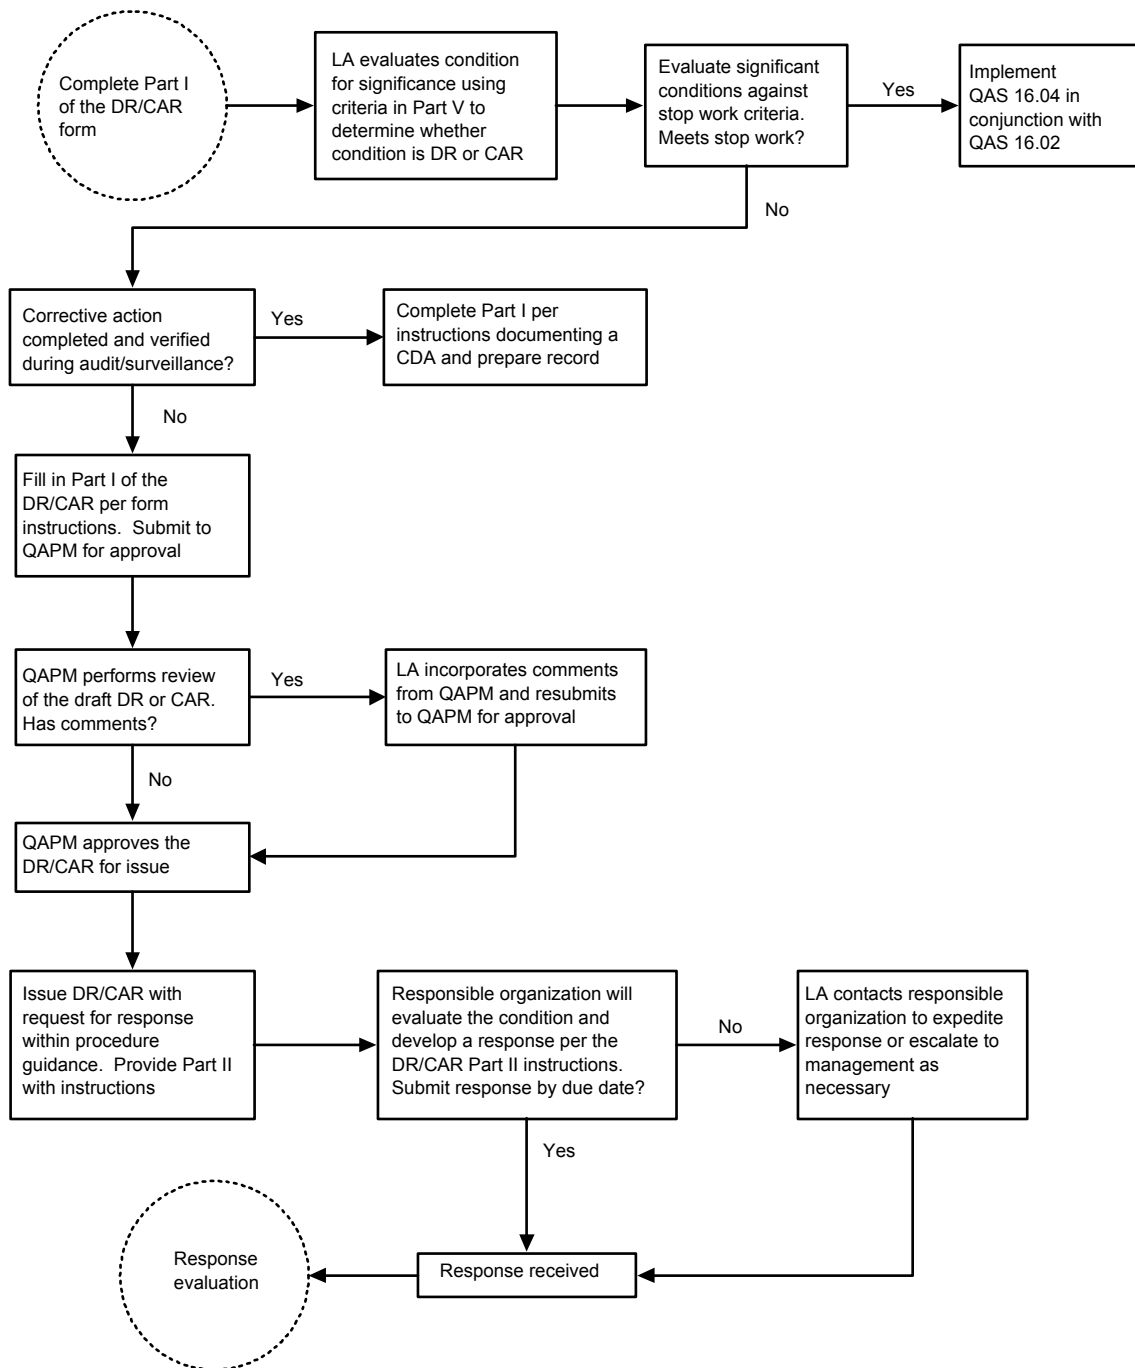 Complete Part I
of the DR/CAR
form
LA evaluates condition
for significance using
criteria in Part V to
determine whether
condition is DR or CAR
Evaluate significant
conditions against
stop work criteria.
Meets stop work?
Yes
Implement
QAS 16.04 in
conjunction with
QAS 16.02
No
Corrective action
completed and verified
during audit/surveillance?
Yes
Complete Part I per
instructions documenting a
CDA and prepare record
No
Fill in Part I of the
DR/CAR per form
instructions.  Submit to
QAPM for approval
QAPM performs review
of the draft DR or CAR.
Has comments?
Yes
LA incorporates comments
from QAPM and resubmits
to QAPM for approval
No
QAPM approves the
DR/CAR for issue
Issue DR/CAR with
request for response
within procedure
guidance.  Provide Part II
with instructions
Responsible organization will
evaluate the condition and
develop a response per the
DR/CAR Part II instructions.
Submit response by due date?
No
LA contacts responsible
organization to expedite
response or escalate to
management as
necessary
Yes
Response received
Response
evaluation